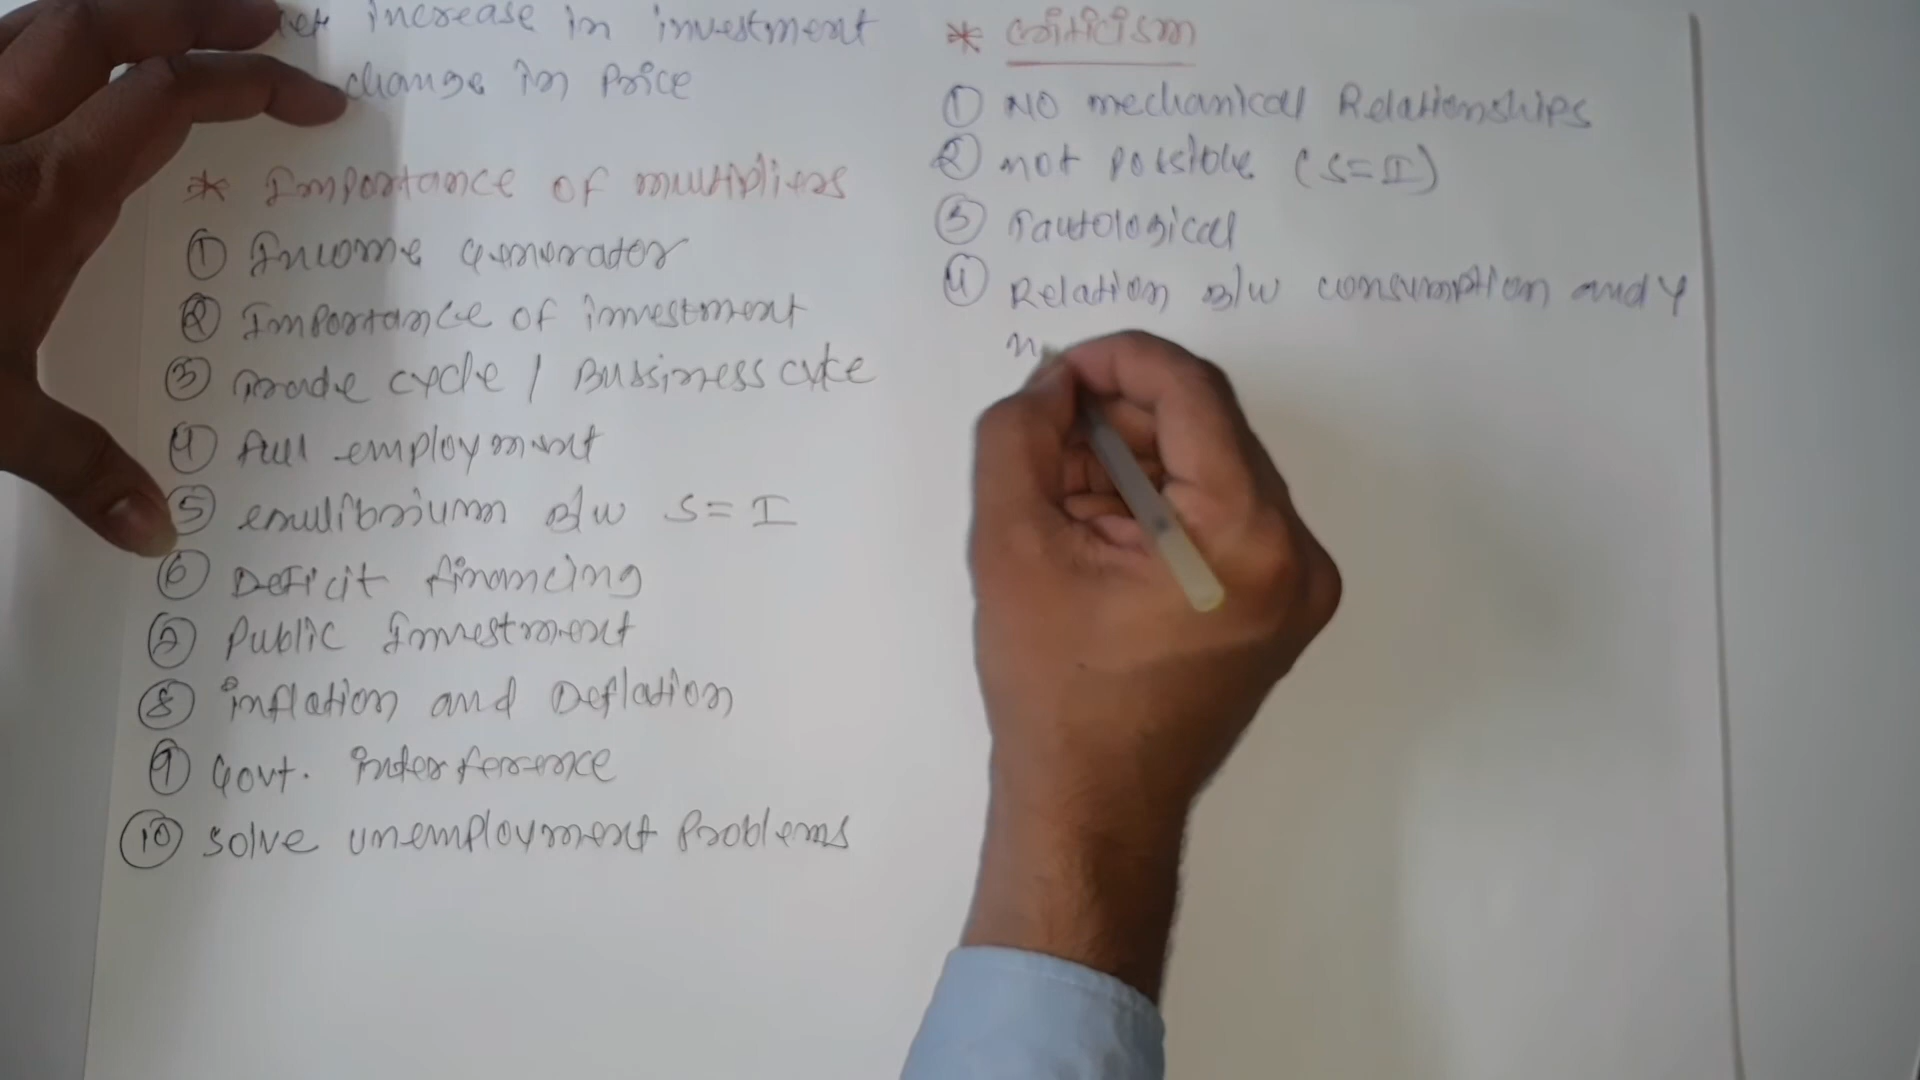 increase in investment
change in Price
* Importance of multipliers
① Income Generator
② Importance of investment
③ Trade cycle / Bussiness cycle
④ full employment
⑤ equilibrium b/w S = I
⑥ Deficit financing
⑦ Public Investment
⑧ inflation and Deflation
⑨ Govt. interference
⑩ solve unemployment Problems
* criticism
① No mechanical Relationships
② not possible (S=I)
③ Tautological
④ Relation b/w consumption and y